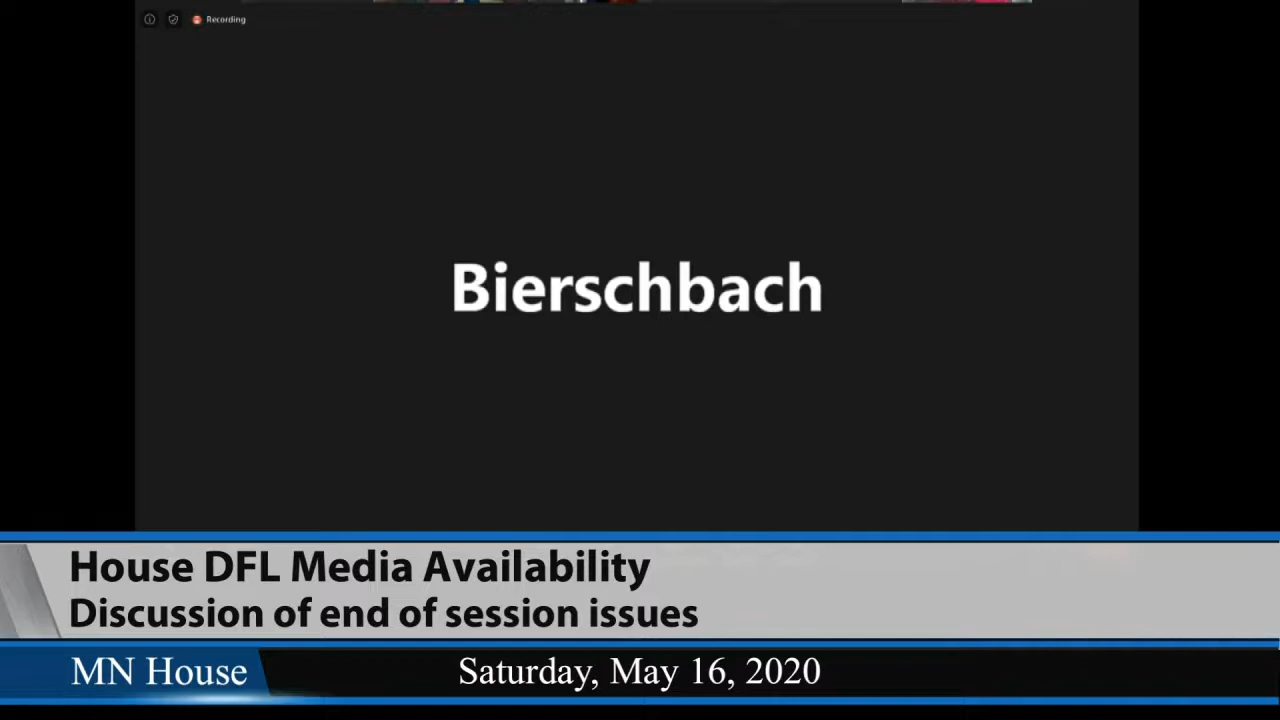 Recording
Bierschbach
House DFL Media Availability
Discussion of end of session issues
MN House
Saturday, May 16, 2020